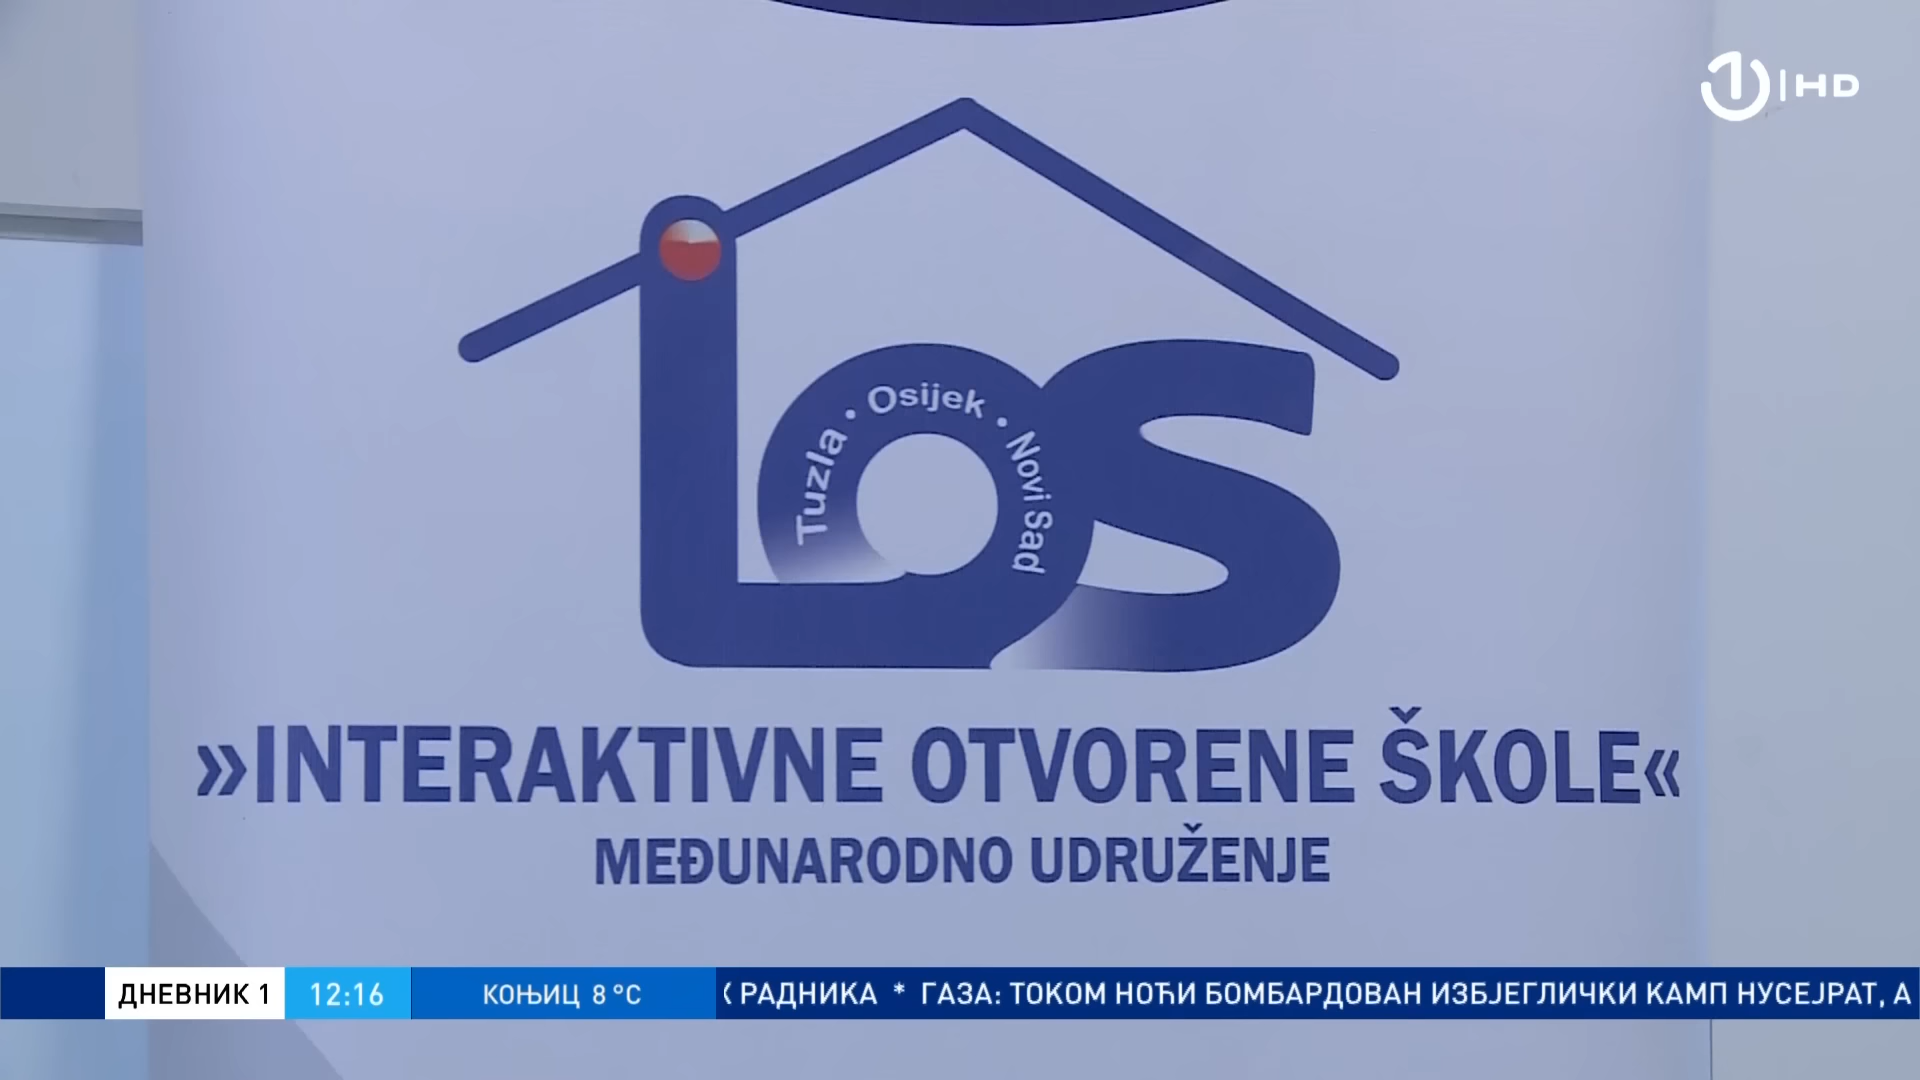 1 HD
ios
Tuzla • Osijek • Novi Sad
»INTERAKTIVNE OTVORENE ŠKOLE«
MEĐUNARODNO UDRUŽENJE
ДНЕВНИК 1 12:16 КОЊИЦ 8 °C РАДНИКА * ГАЗА: ТОКОМ НОЋИ БОМБАРДОВАН ИЗБЈЕГЛИЧКИ КАМП НУСЕЈРАТ, А